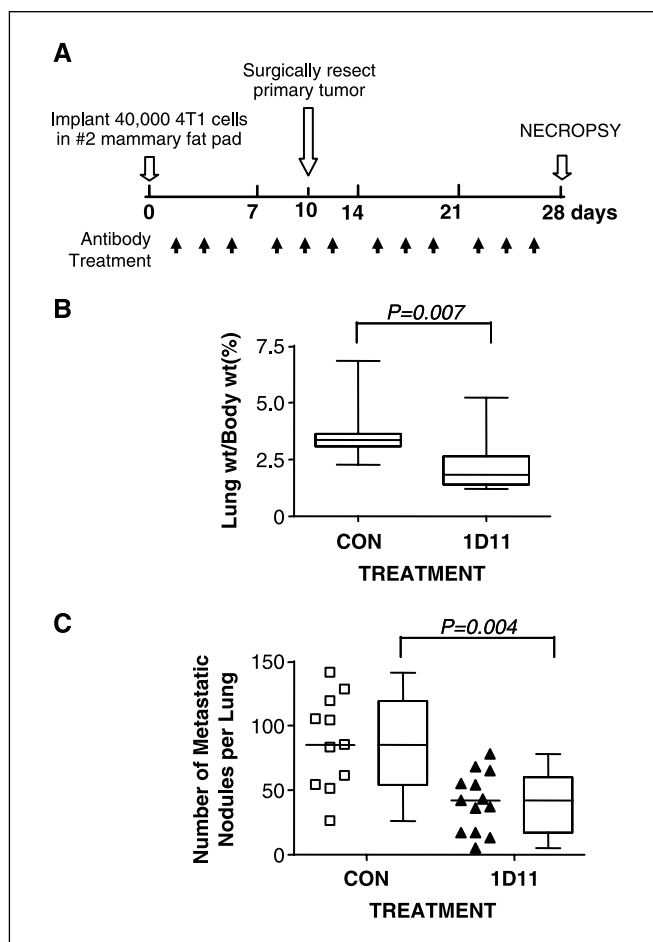 A
Surgically resect
primary tumor
Implant 40,000 4T1 cells
in #2 mammary fat pad
NECROPSY
0 7 10 14 21 28 days
Antibody
Treatment
B
P=0.007
Lung wt/Body wt(%)
7.5
5.0
2.5
0
CON 1D11
TREATMENT
C
P=0.004
Number of Metastatic
Nodules per Lung
150
100
50
0
CON 1D11
TREATMENT